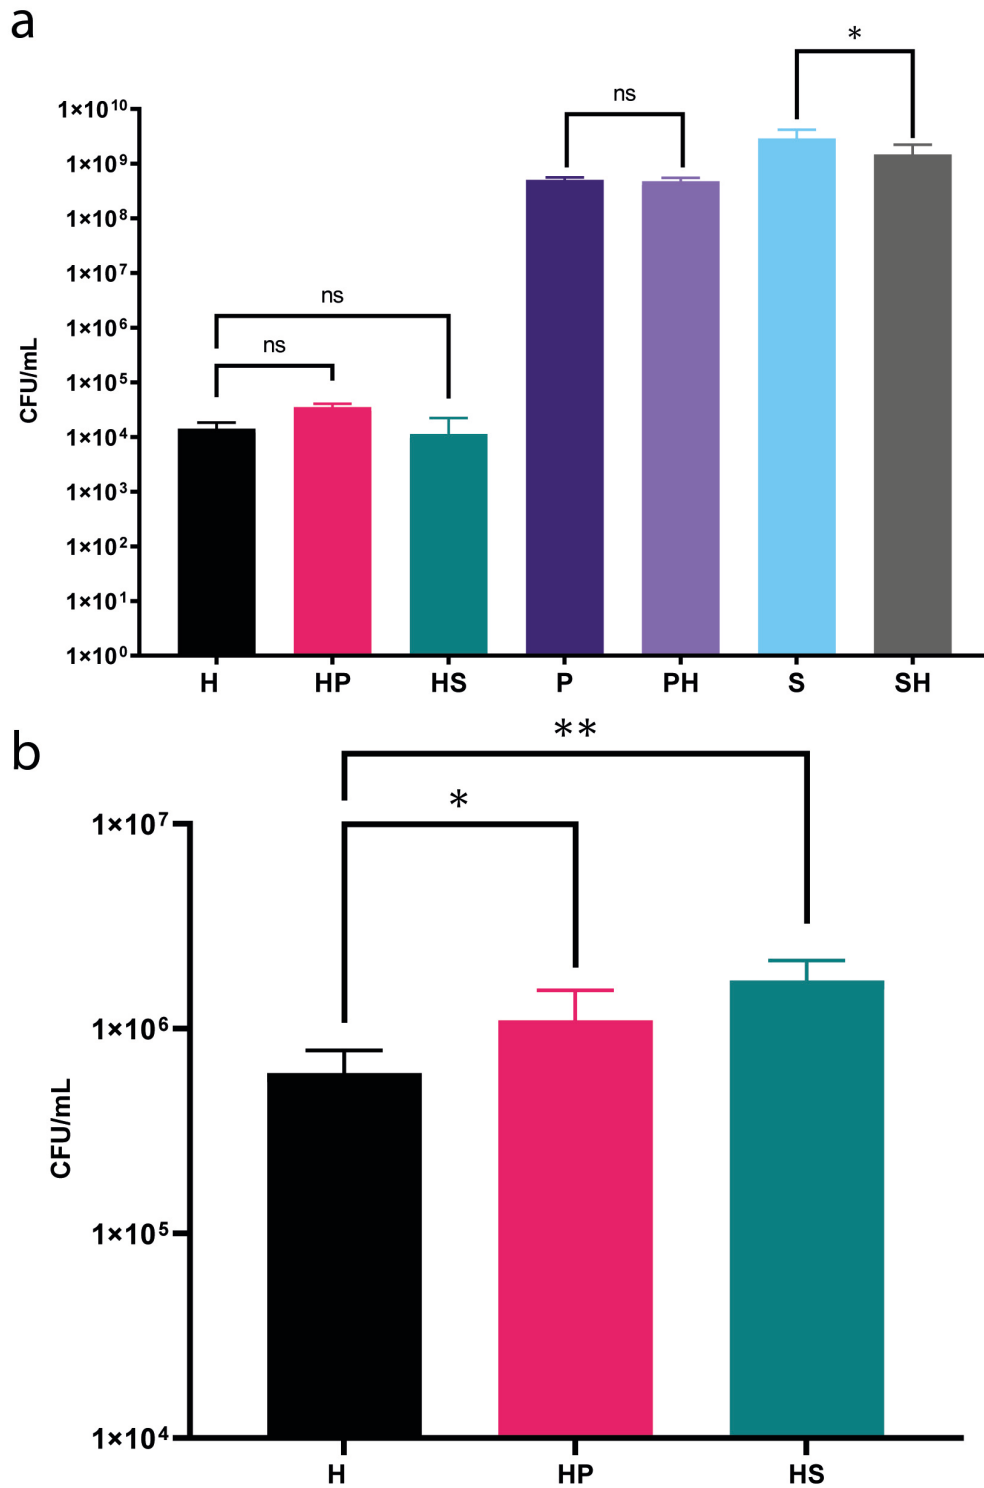 a
*
ns
1×10¹⁰
1×10⁹
1×10⁸
1×10⁷
ns
1×10⁶
ns
1×10⁵
1×10⁴
1×10³
1×10²
1×10¹
1×10⁰
CFU/mL
H HP HS P PH S SH
b
**
*
1×10⁷
1×10⁶
1×10⁵
1×10⁴
CFU/mL
H HP HS